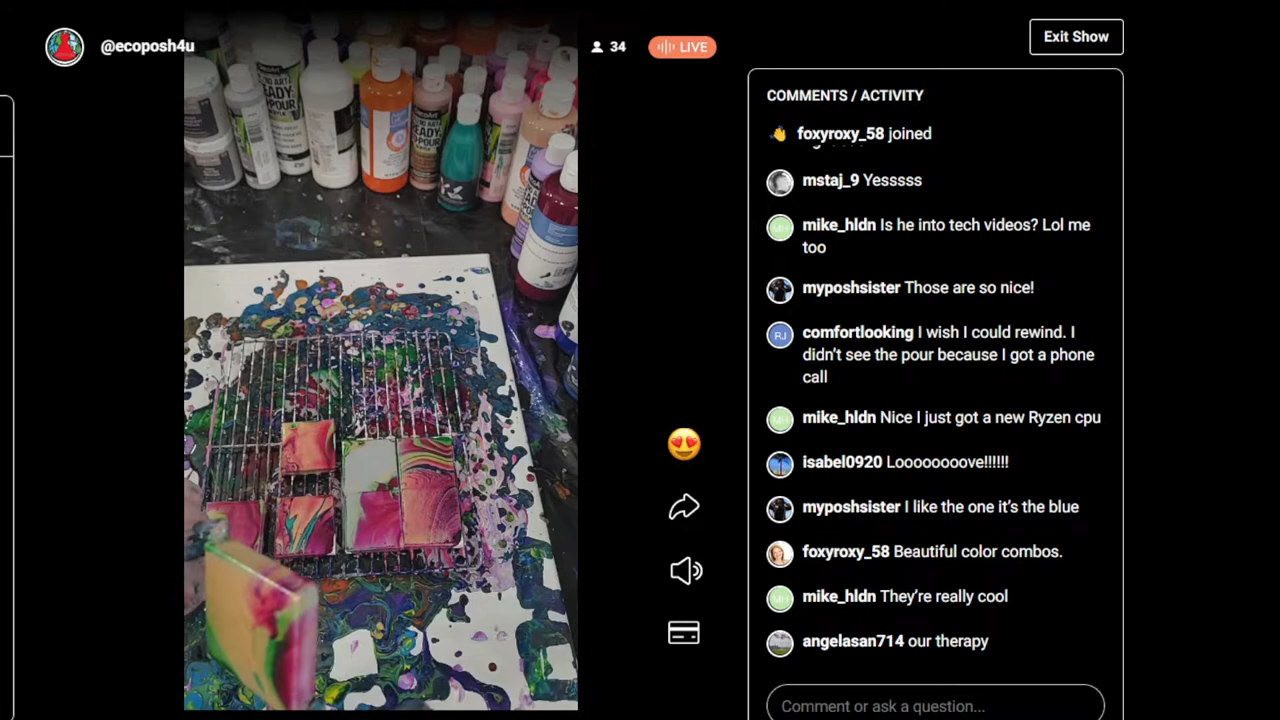 @ecoposh4u
34
LIVE
Exit Show
COMMENTS / ACTIVITY
foxyroxy_58 joined
mstaj_9 Yesssss
mike_hldn Is he into tech videos? Lol me
too
myposhsister Those are so nice!
comfortlooking I wish I could rewind. I
didn't see the pour because I got a phone
call
mike_hldn Nice I just got a new Ryzen cpu
isabel0920 Loooooooove!!!!!!
myposhsister I like the one it's the blue
foxyroxy_58 Beautiful color combos.
mike_hldn They're really cool
angelasan714 our therapy
Comment or ask a question...